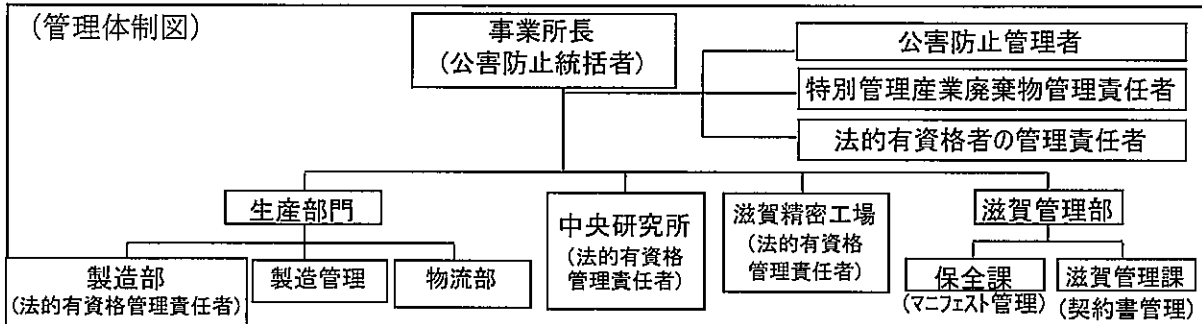 (管理体制図)
事業所長
(公害防止統括者)
公害防止管理者
特別管理産業廃棄物管理責任者
法的有資格者の管理責任者
生産部門
中央研究所
(法的有資格
管理責任者)
滋賀精密工場
(法的有資格
管理責任者)
滋賀管理部
製造部
(法的有資格管理責任者)
製造管理
物流部
保全課
(マニフェスト管理)
滋賀管理課
(契約書管理)